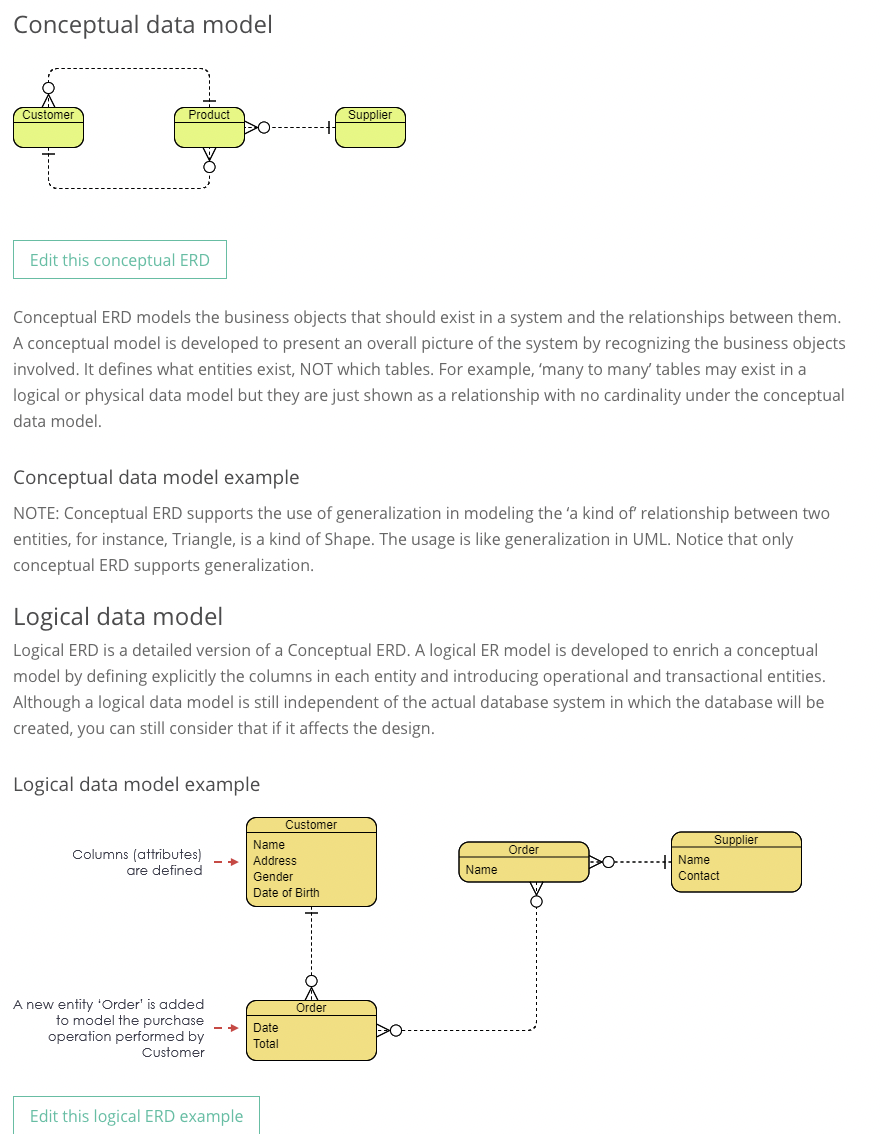 Conceptual data model
Customer
Product
Supplier
Edit this conceptual ERD
Conceptual ERD models the business objects that should exist in a system and the relationships between them.
A conceptual model is developed to present an overall picture of the system by recognizing the business objects
involved. It defines what entities exist, NOT which tables. For example, ‘many to many’ tables may exist in a
logical or physical data model but they are just shown as a relationship with no cardinality under the conceptual
data model.
Conceptual data model example
NOTE: Conceptual ERD supports the use of generalization in modeling the ‘a kind of’ relationship between two
entities, for instance, Triangle, is a kind of Shape. The usage is like generalization in UML. Notice that only
conceptual ERD supports generalization.
Logical data model
Logical ERD is a detailed version of a Conceptual ERD. A logical ER model is developed to enrich a conceptual
model by defining explicitly the columns in each entity and introducing operational and transactional entities.
Although a logical data model is still independent of the actual database system in which the database will be
created, you can still consider that if it affects the design.
Logical data model example
Columns (attributes)
are defined
Customer
Name
Address
Gender
Date of Birth
Order
Name
Supplier
Name
Contact
A new entity ‘Order’ is added
to model the purchase
operation performed by
Customer
Order
Date
Total
Edit this logical ERD example